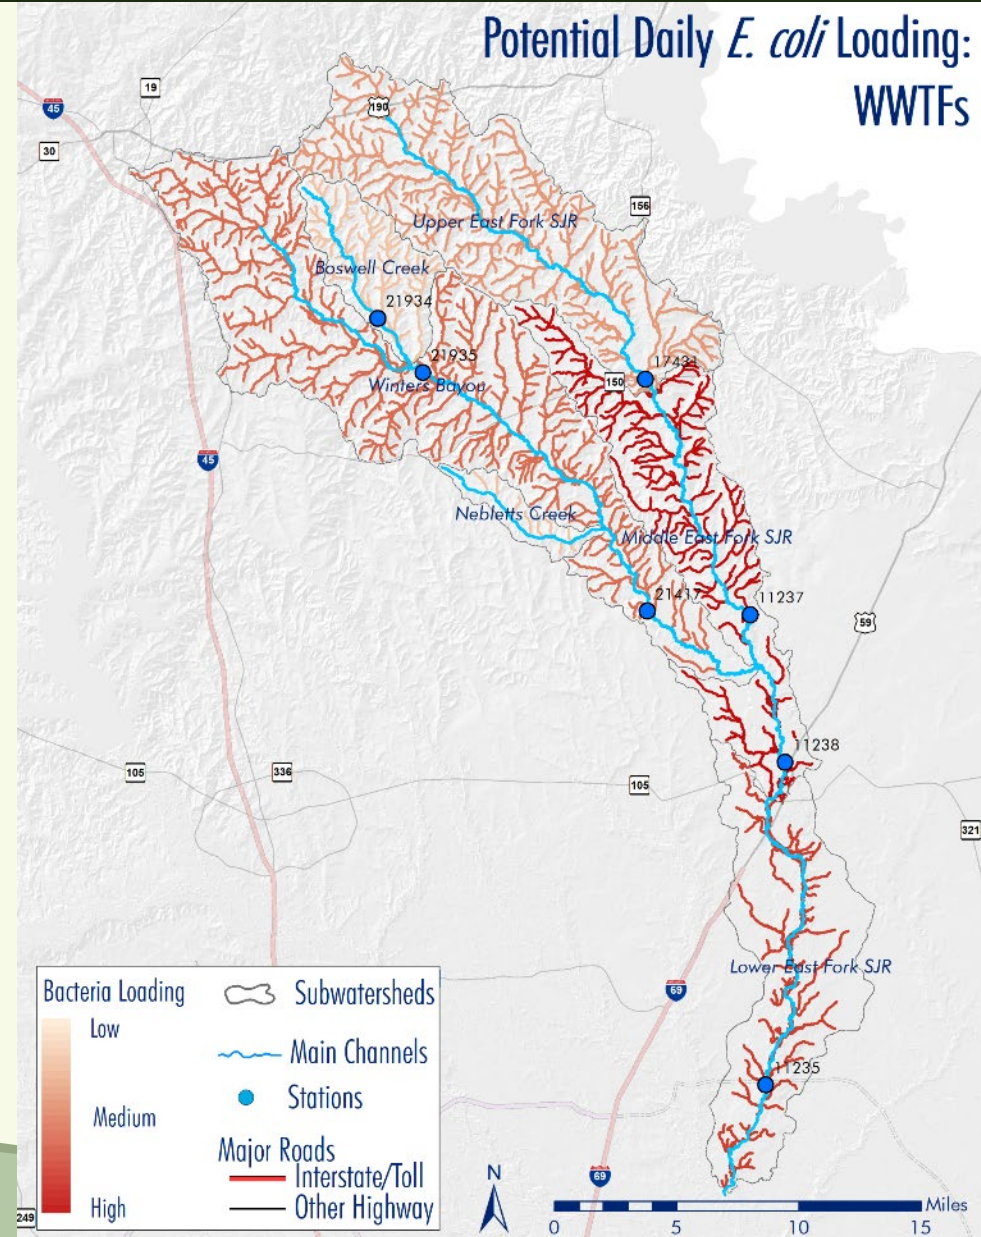 Potential Daily E. coli Loading:
WWTFs
19
45
190
30
156
Upper East Fork SJR
Boswell Creek
21934
21935
17431
150
Winters Bayou
45
Nebletts Creek
Middle East Fork SJR
21417
11237
59
11238
105
336
105
321
Lower East Fork SJR
69
11235
69
249
Bacteria Loading
Low
Medium
High
Subwatersheds
Main Channels
Stations
Major Roads
Interstate/Toll
Other Highway
N
Miles
0 5 10 15